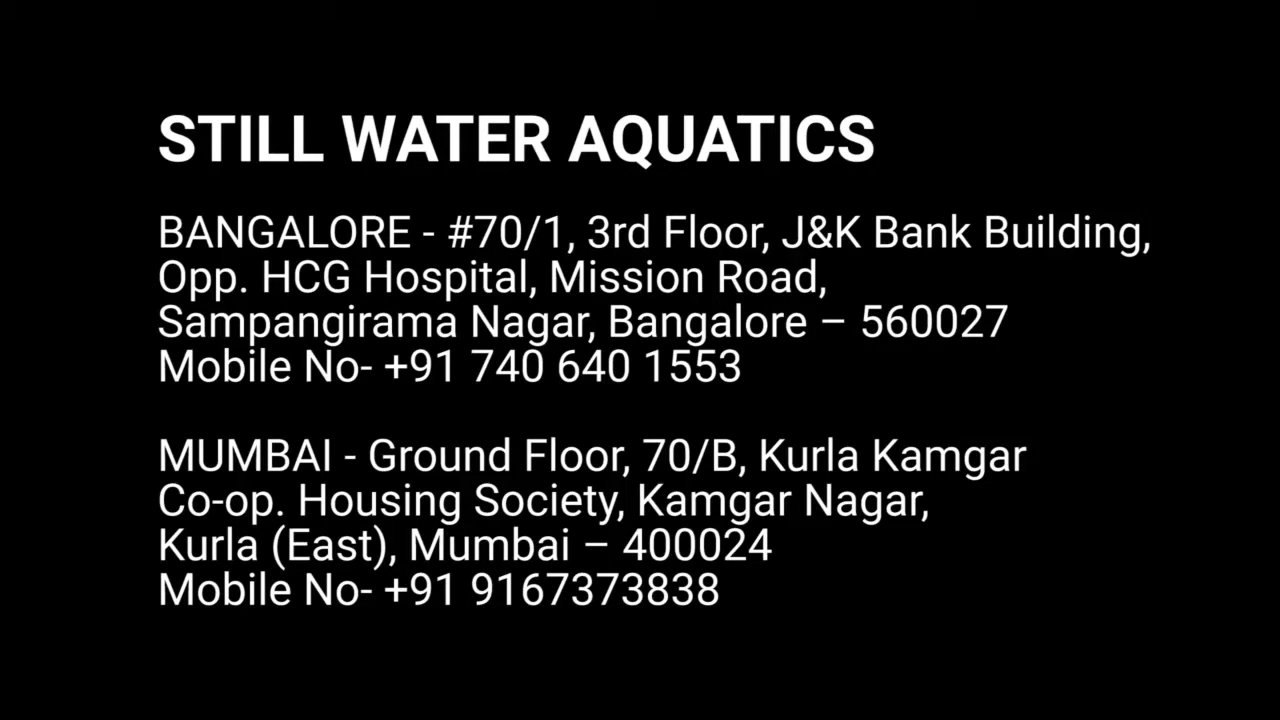 STILL WATER AQUATICS
BANGALORE - #70/1, 3rd Floor, J&K Bank Building,
Opp. HCG Hospital, Mission Road,
Sampangirama Nagar, Bangalore – 560027
Mobile No- +91 740 640 1553
MUMBAI - Ground Floor, 70/B, Kurla Kamgar
Co-op. Housing Society, Kamgar Nagar,
Kurla (East), Mumbai – 400024
Mobile No- +91 9167373838